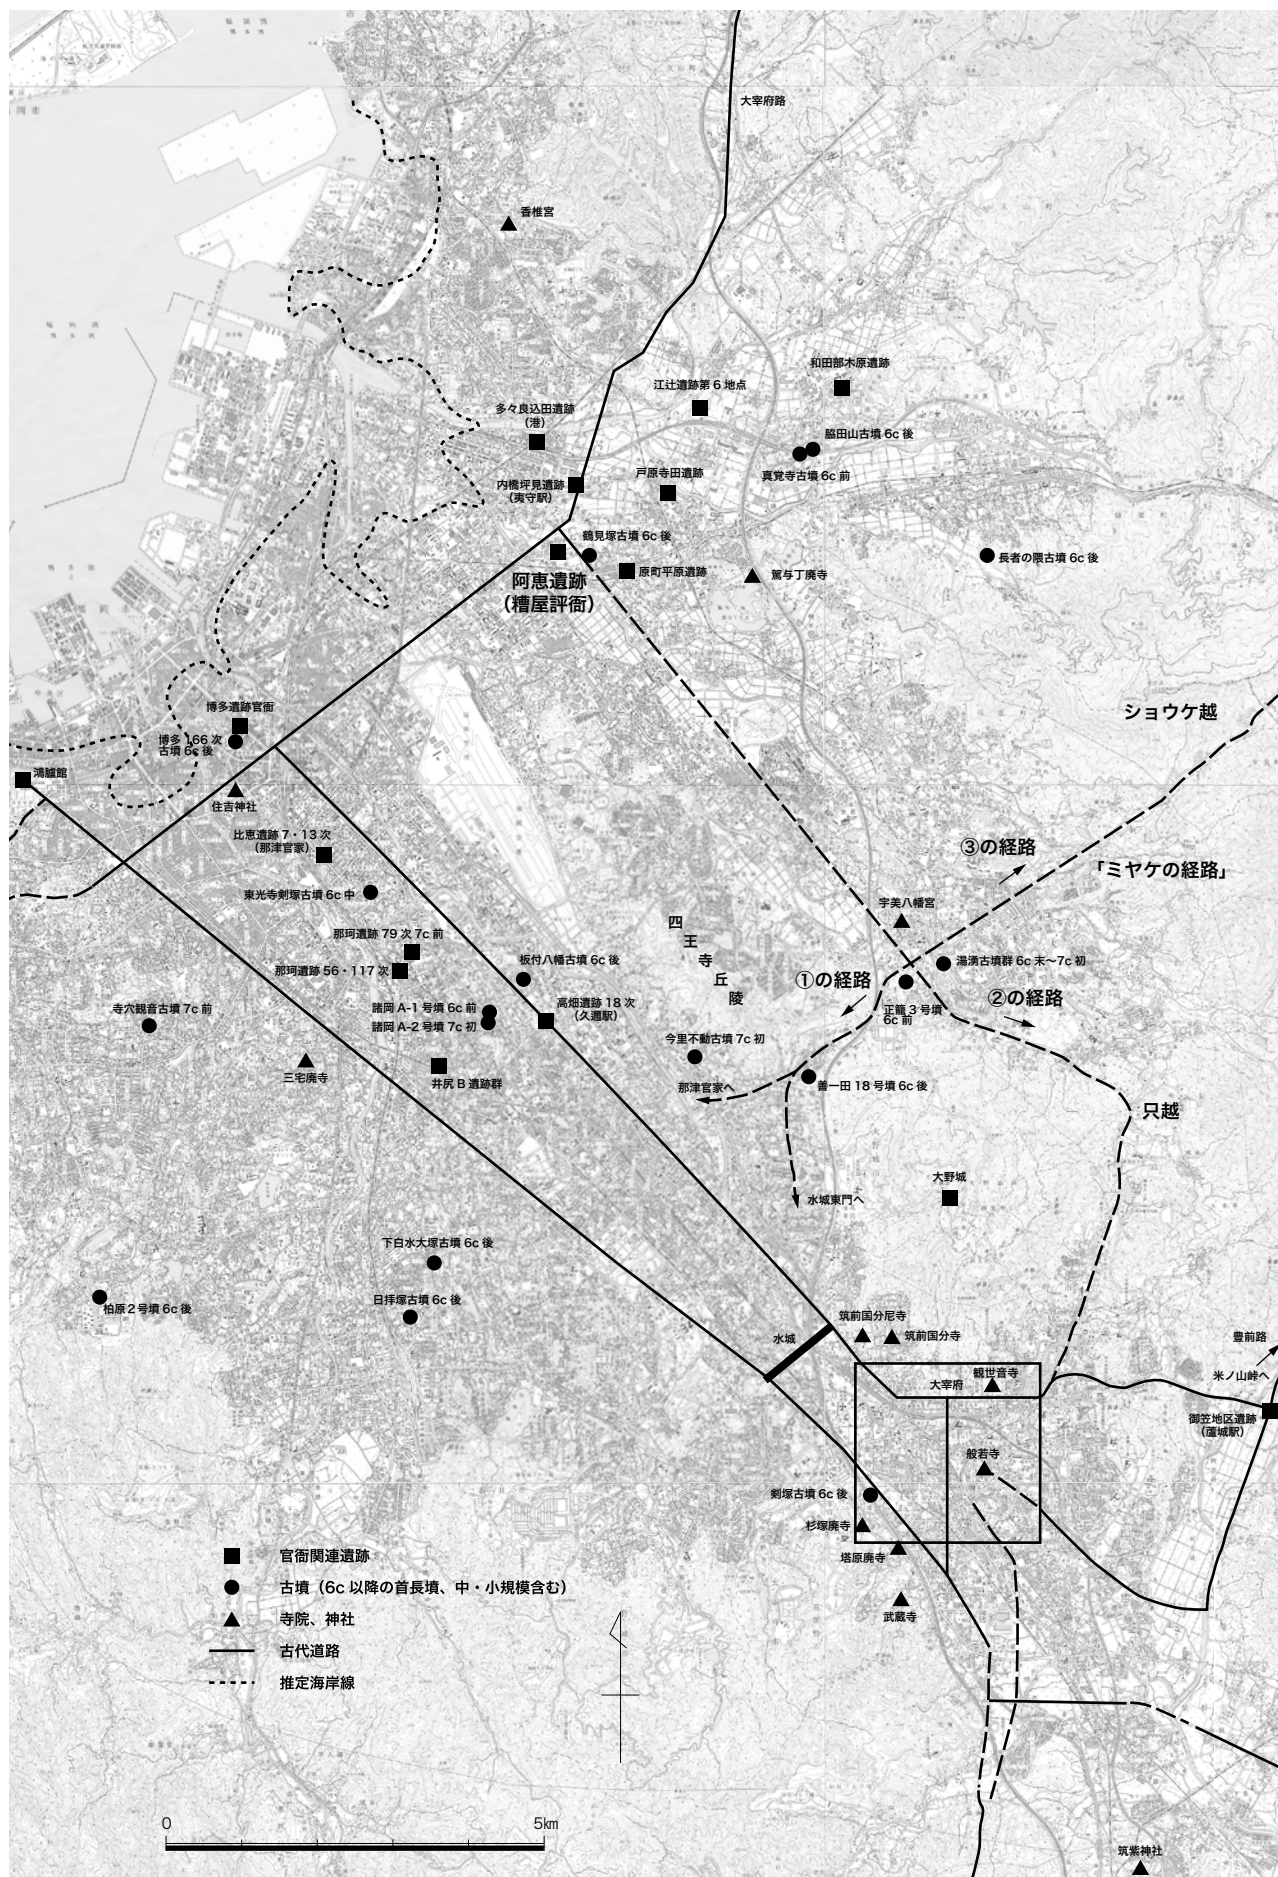 大宰府路
香椎宮
和田部木原遺跡
江辻遺跡第 6 地点
多々良込田遺跡
（港）
脇田山古墳 6c 後
真覚寺古墳 6c 前
戸原寺田遺跡
内橋坪見遺跡
（夷守駅）
鶴見塚古墳 6c 後
長者の隈古墳 6c 後
原町平原遺跡
駕与丁廃寺
阿恵遺跡
（糟屋評衙）
ショウケ越
博多遺跡官衙
博多 166 次
古墳 6c 後
鴻臚館
住吉神社
比恵遺跡 7・13 次
（那津官家）
③の経路
「ミヤケの経路」
東光寺剣塚古墳 6c 中
宇美八幡宮
四王寺丘陵
那珂遺跡 79 次 7c 前
板付八幡古墳 6c 後
湯湧古墳群 6c 末～7c 初
那珂遺跡 56・117 次
①の経路
②の経路
寺穴観音古墳 7c 前
諸岡 A-1 号墳 6c 前
諸岡 A-2 号墳 7c 初
高畑遺跡 18 次
（久邇駅）
正籠 3 号墳
6c 前
今里不動古墳 7c 初
三宅廃寺
井尻 B 遺跡群
那津官家へ
善一田 18 号墳 6c 後
只越
大野城
水城東門へ
下白水大塚古墳 6c 後
日拝塚古墳 6c 後
柏原２号墳 6c 後
筑前国分尼寺
筑前国分寺
水城
豊前路
米ノ山峠へ
観世音寺
大宰府
御笠地区遺跡
（蘆城駅）
般若寺
剣塚古墳 6c 後
杉塚廃寺
塔原廃寺
武蔵寺
官衙関連遺跡
古墳（6c 以降の首長墳、中・小規模含む）
寺院、神社
古代道路
推定海岸線
0
5km
筑紫神社